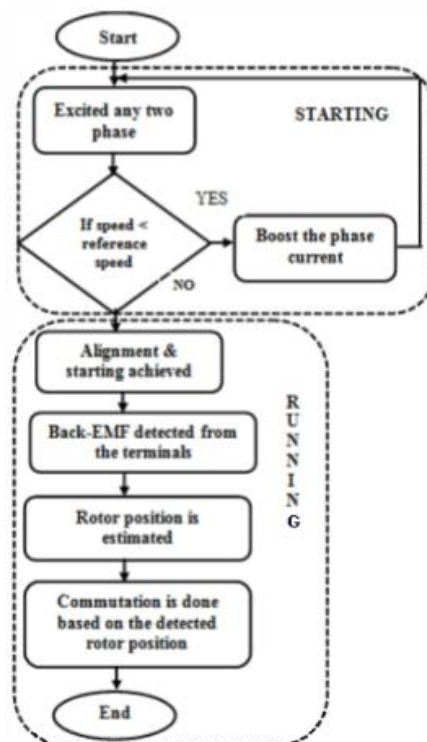 Start
Excited any two
phase
STARTING
If speed <
reference
speed
YES
Boost the phase
current
NO
Alignment &
starting achieved
Back-EMF detected from
the terminals
Rotor position is
estimated
Commutation is done
based on the detected
rotor position
End
RUNNING